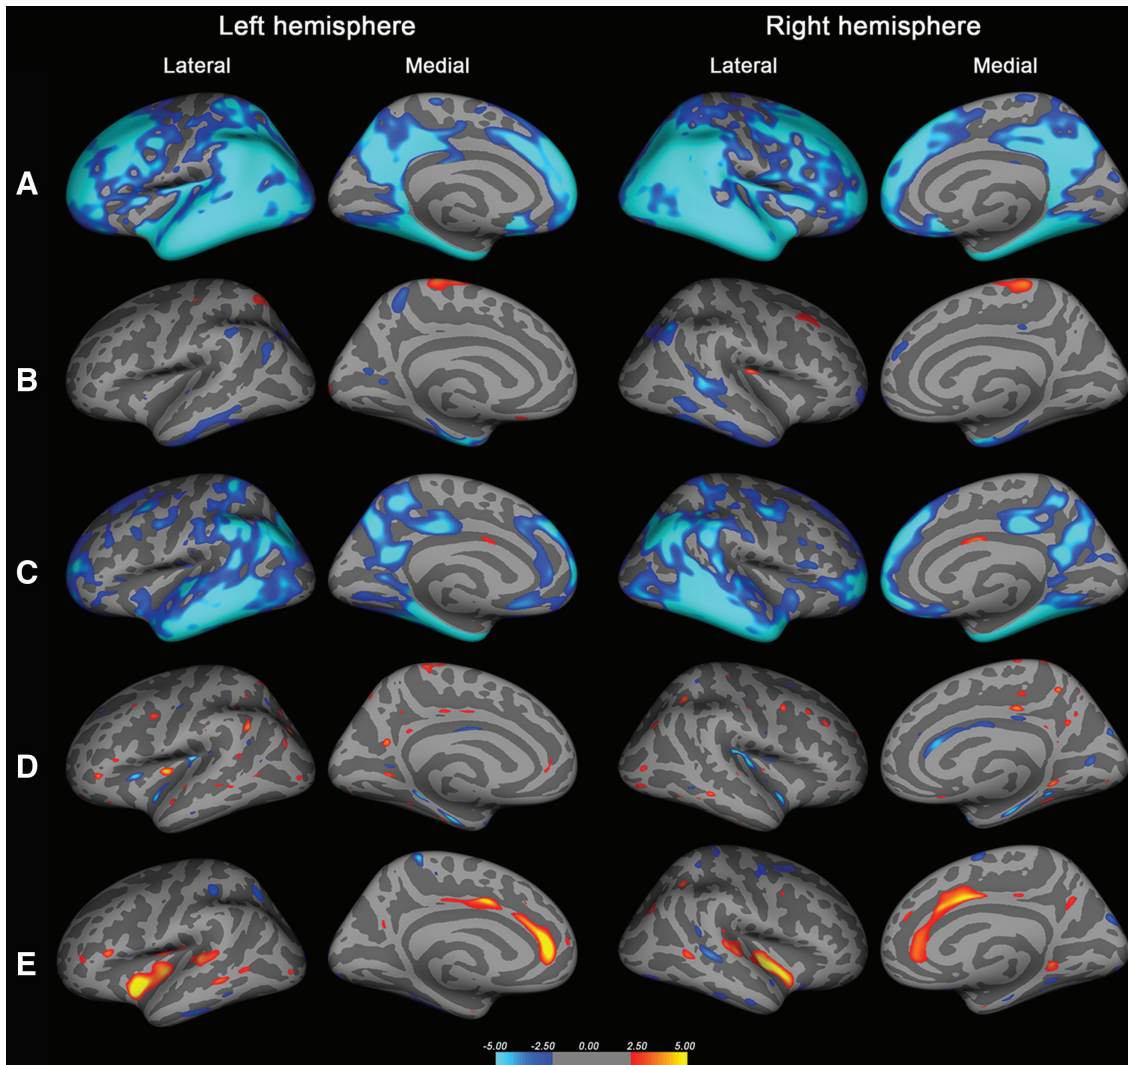 Left hemisphere Right hemisphere
Lateral Medial Lateral Medial
A
B
C
D
E
-5.00 -2.50 0.00 2.50 5.00